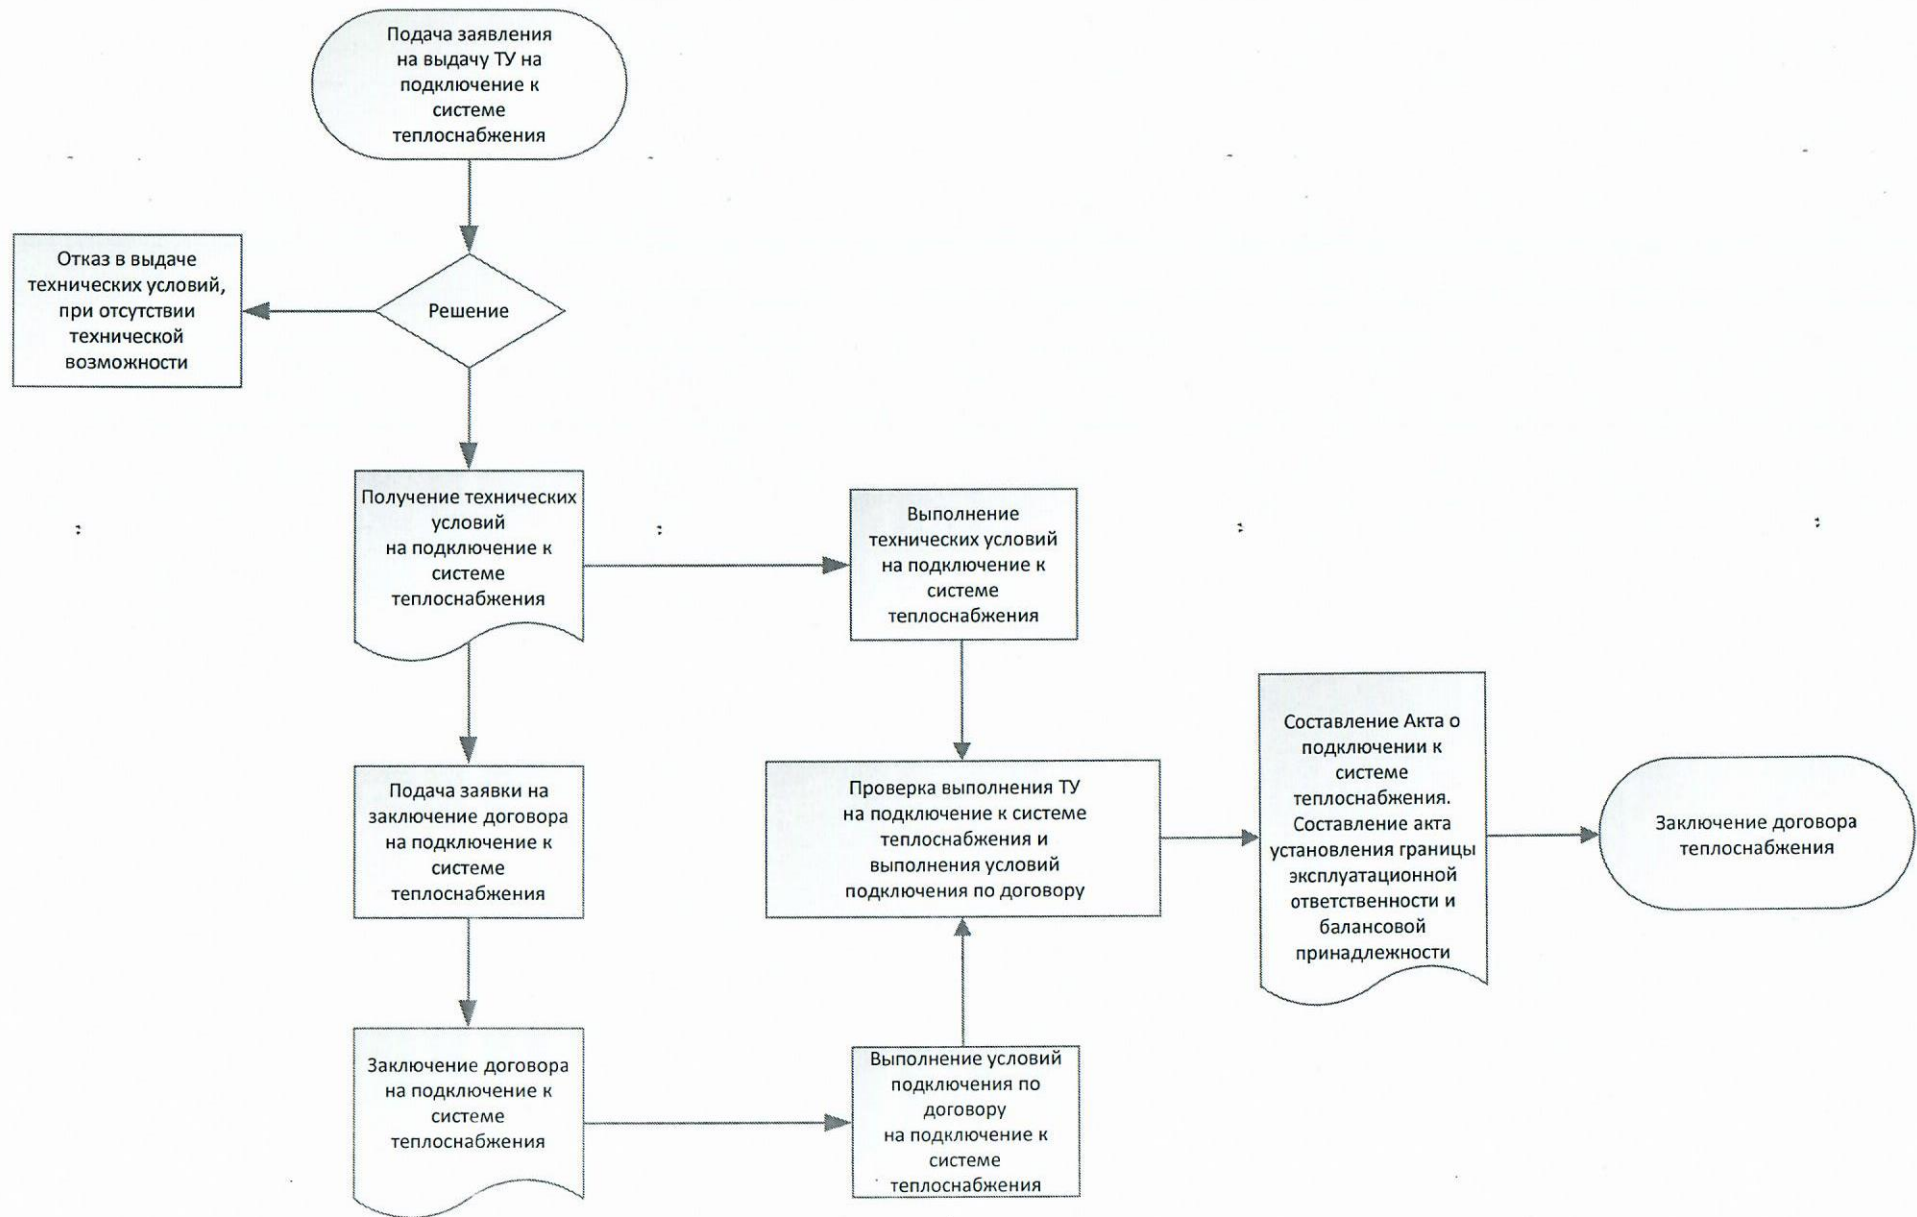 Подача заявления
на выдачу ТУ на
подключение к
системе
теплоснабжения
Отказ в выдаче
технических условий,
при отсутствии
технической
возможности
Решение
Получение технических
условий
на подключение к
системе
теплоснабжения
Выполнение
технических условий
на подключение к
системе
теплоснабжения
Подача заявки на
заключение договора
на подключение к
системе
теплоснабжения
Проверка выполнения ТУ
на подключение к системе
теплоснабжения и
выполнения условий
подключения по договору
Составление Акта о
подключении к
системе
теплоснабжения.
Составление акта
установления границы
эксплуатационной
ответственности и
балансовой
принадлежности
Заключение договора
теплоснабжения
Заключение договора
на подключение к
системе
теплоснабжения
Выполнение условий
подключения по
договору
на подключение к
системе
теплоснабжения